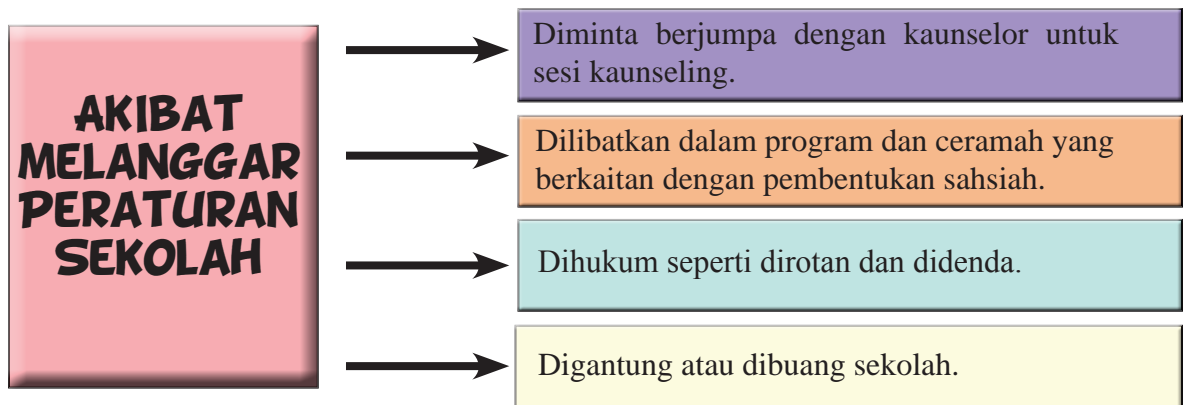 AKIBAT
MELANGGAR
PERATURAN
SEKOLAH
Diminta berjumpa dengan kaunselor untuk
sesi kaunseling.
Dilibatkan dalam program dan ceramah yang
berkaitan dengan pembentukan sahsiah.
Dihukum seperti dirotan dan didenda.
Digantung atau dibuang sekolah.